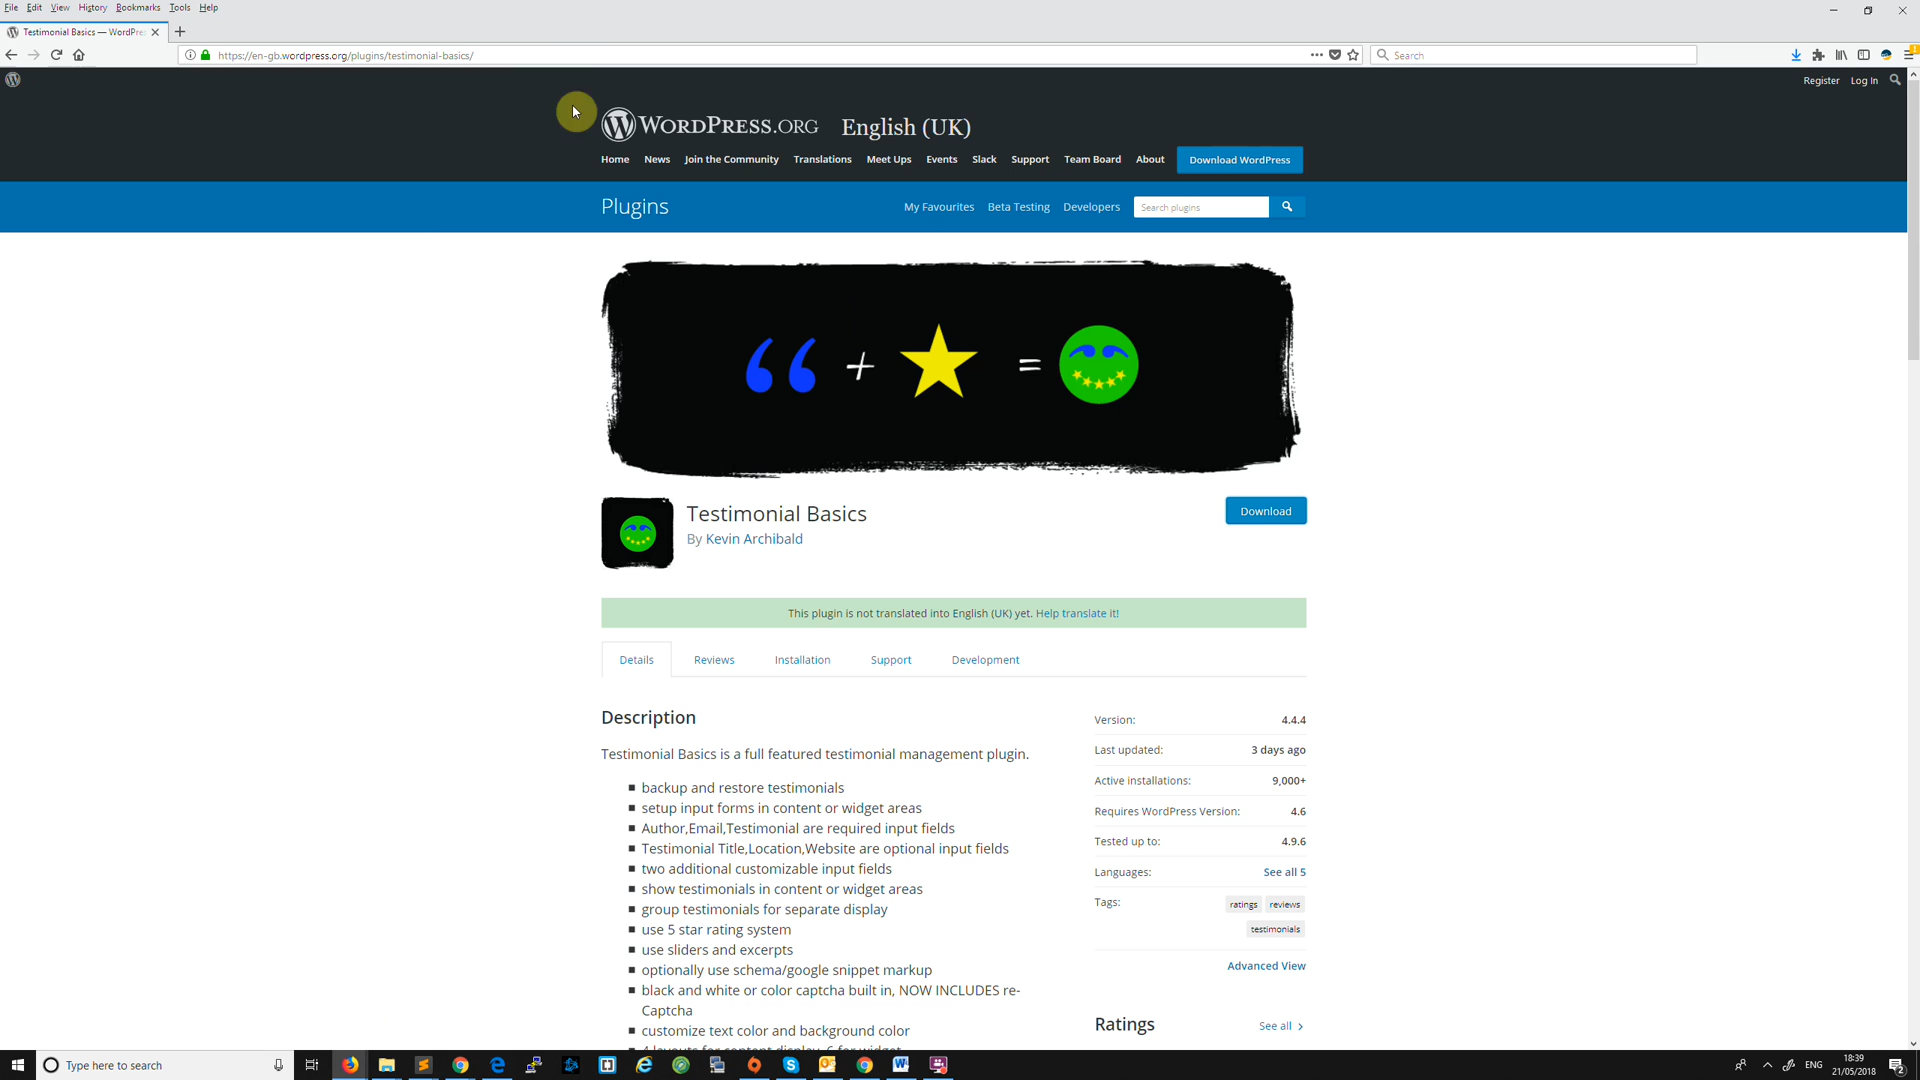 File Edit View History Bookmarks Tools Help
Testimonial Basics — WordPre
https://en-gb.wordpress.org/plugins/testimonial-basics/
Search
Register Log In
WORDPRESS.ORG English (UK)
Home News Join the Community Translations Meet Ups Events Slack Support Team Board About Download WordPress
Plugins My Favourites Beta Testing Developers Search plugins
“ + =
Testimonial Basics
By Kevin Archibald
Download
This plugin is not translated into English (UK) yet. Help translate it!
Details Reviews Installation Support Development
Description
Testimonial Basics is a full featured testimonial management plugin.
backup and restore testimonials
setup input forms in content or widget areas
Author,Email,Testimonial are required input fields
Testimonial Title,Location,Website are optional input fields
two additional customizable input fields
show testimonials in content or widget areas
group testimonials for separate display
use 5 star rating system
use sliders and excerpts
optionally use schema/google snippet markup
black and white or color captcha built in, NOW INCLUDES re-
Captcha
customize text color and background color
Version: 4.4.4
Last updated: 3 days ago
Active installations: 9,000+
Requires WordPress Version: 4.6
Tested up to: 4.9.6
Languages: See all 5
Tags: ratings reviews
testimonials
Advanced View
Ratings See all
Type here to search
ENG
18:39
21/05/2018
2